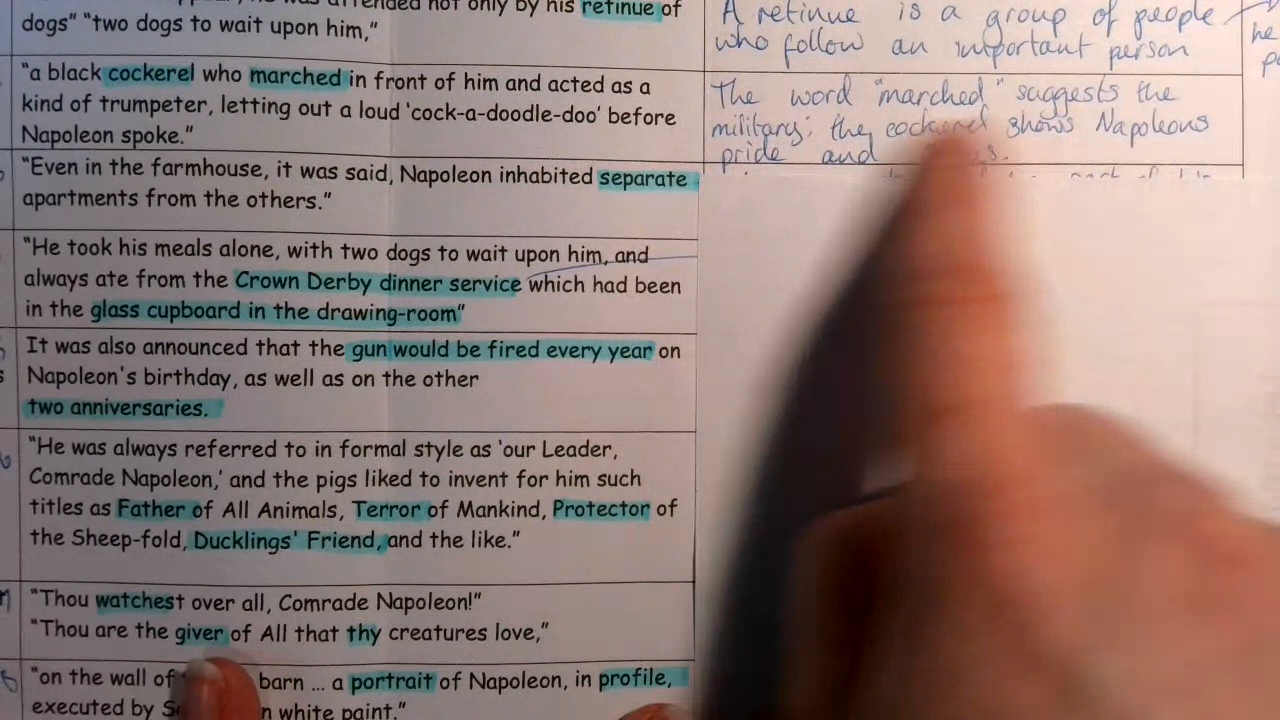 retinue of
dogs" "two dogs to wait upon him,"
"a black cockerel who marched in front of him and acted as a
kind of trumpeter, letting out a loud 'cock-a-doodle-doo' before
Napoleon spoke."
"Even in the farmhouse, it was said, Napoleon inhabited separate
apartments from the others."
"He took his meals alone, with two dogs to wait upon him, and
always ate from the Crown Derby dinner service which had been
in the glass cupboard in the drawing-room"
It was also announced that the gun would be fired every year on
Napoleon's birthday, as well as on the other
two anniversaries.
"He was always referred to in formal style as 'our Leader,
Comrade Napoleon,' and the pigs liked to invent for him such
titles as Father of All Animals, Terror of Mankind, Protector of
the Sheep-fold, Ducklings' Friend, and the like."
"Thou watchest over all, Comrade Napoleon!"
"Thou are the giver of All that thy creatures love,"
"on the wall of barn ... a portrait of Napoleon, in profile,
executed by in white paint."
A retinue is a group of people
who follow an important person
The word "marched" suggests the
military; the cockerel shows Napoleons
pride and
he